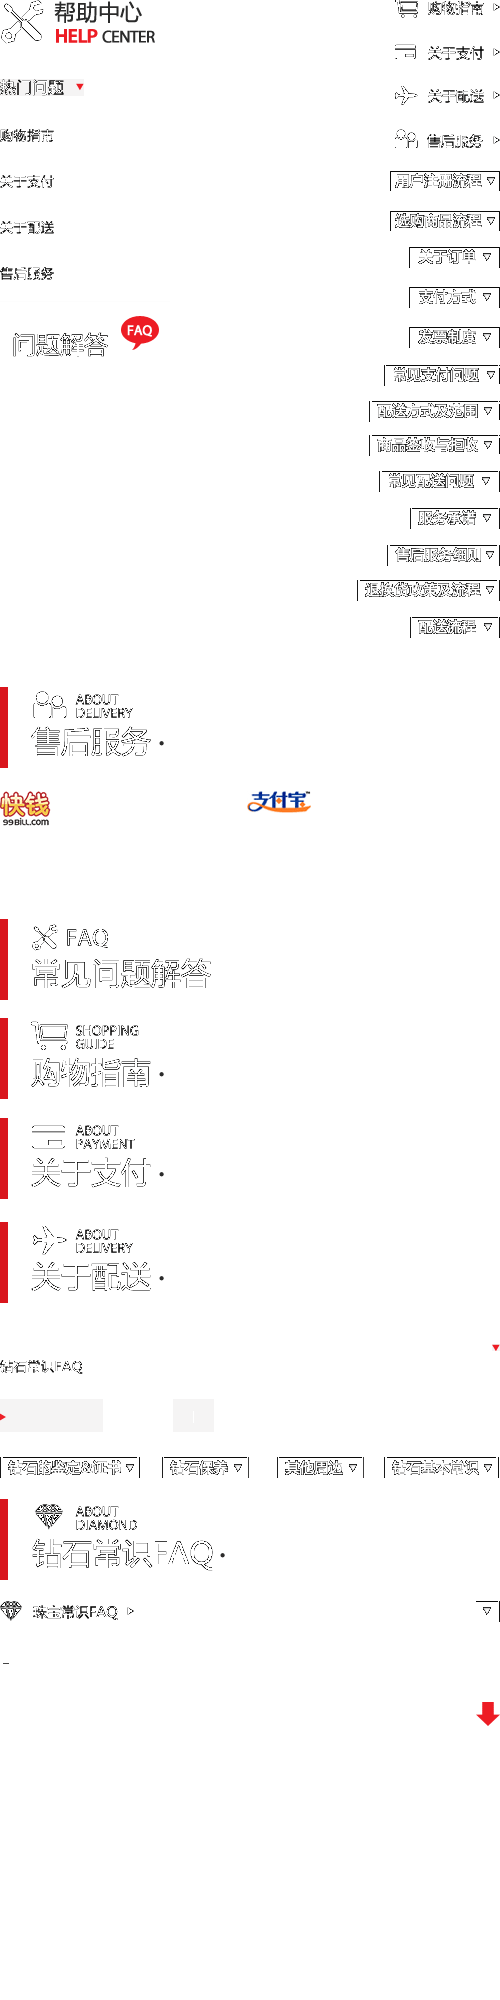 帮助中心
HELP CENTER
购物指南
关于支付
热门问题
关于配送
购物指南
售后服务
关于支付
用户注册流程
选购商品流程
关于配送
关于订单
售后服务
支付方式
FAQ
问题解答
发票制度
常见支付问题
配送方式及范围
商品签收与拒收
常见配送问题
服务承诺
售后服务细则
退换货政策及流程
配送流程
ABOUT
DELIVERY
售后服务
快钱
99BILL.COM
支付宝
FAQ
常见问题解答
SHOPPING
GUIDE
购物指南
ABOUT
PAYMENT
关于支付
ABOUT
DELIVERY
关于配送
钻石常识FAQ
钻石的鉴定&证书
钻石保养
其他周边
钻石基本常识
ABOUT
DIAMOND
钻石常识FAQ
珠宝常识FAQ